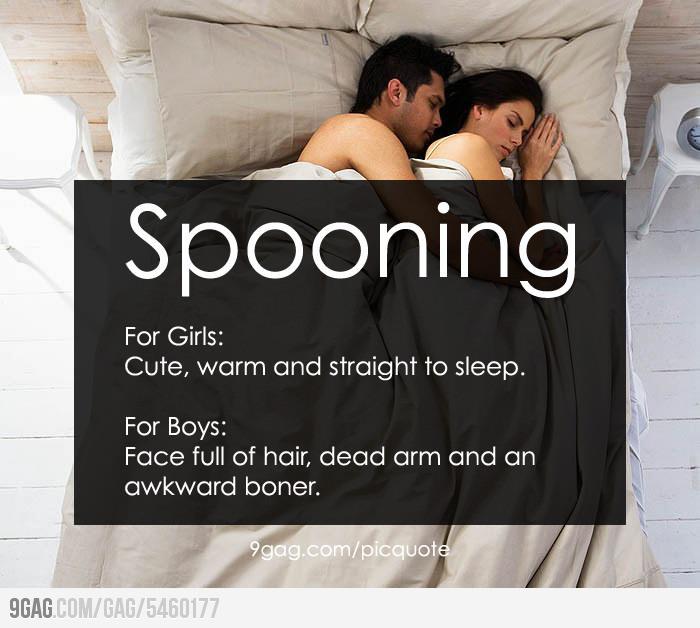 Spooning
For Girls:
Cute, warm and straight to sleep.
For Boys:
Face full of hair, dead arm and an
awkward boner.
9gag.com/picquote
9GAG.COM/GAG/5460177